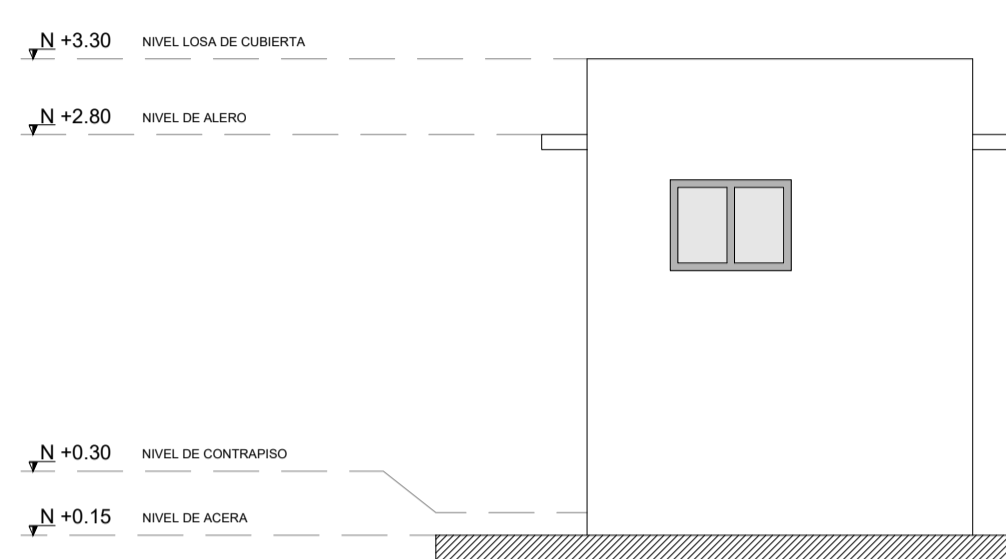 N +3.30 NIVEL LOSA DE CUBIERTA
N +2.80 NIVEL DE ALERO
N +0.30 NIVEL DE CONTRAPISO
N +0.15 NIVEL DE ACERA